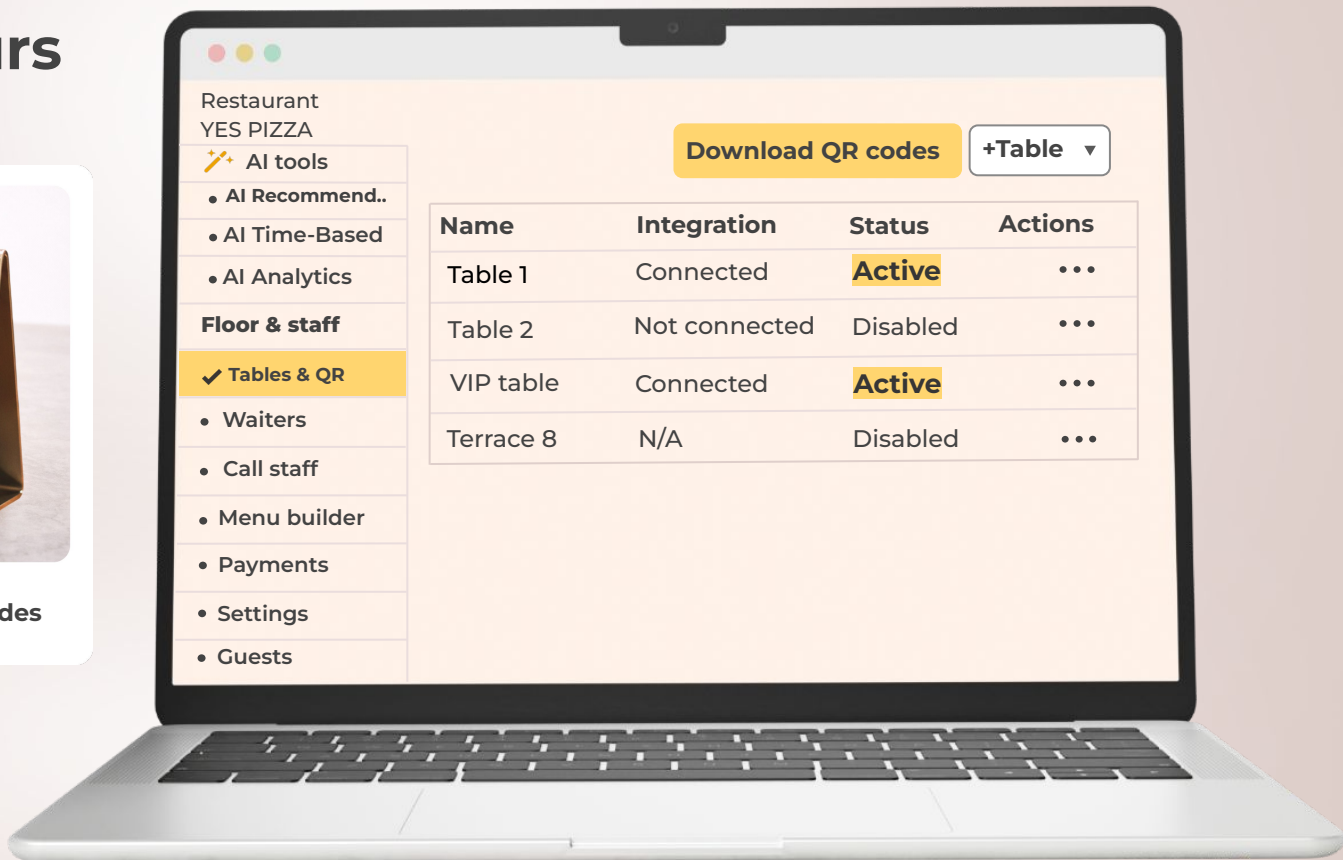 urs
des
Restaurant
YES PIZZA
AI tools
• AI Recommend..
• AI Time-Based
• AI Analytics
Floor & staff
✓ Tables & QR
• Waiters
• Call staff
• Menu builder
• Payments
• Settings
• Guests
Download QR codes
+Table ▼
Name Integration Status Actions
Table 1 Connected Active •••
Table 2 Not connected Disabled •••
VIP table Connected Active •••
Terrace 8 N/A Disabled •••